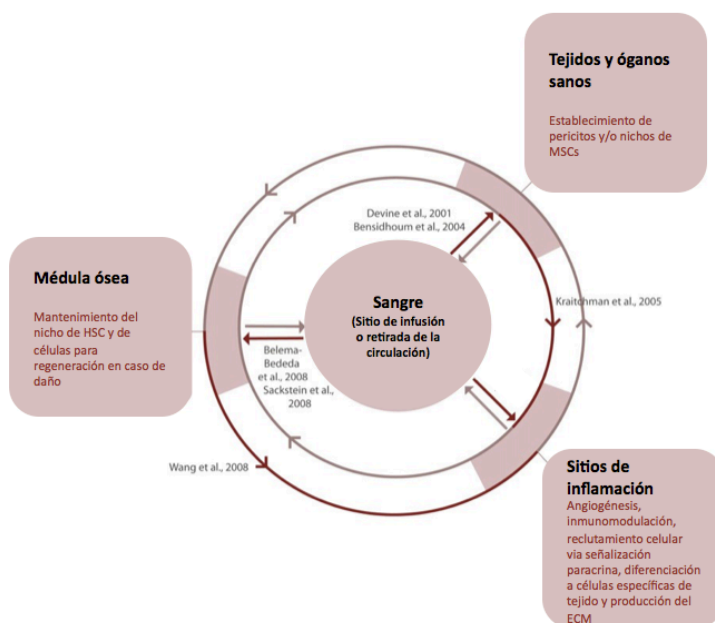 Tejidos y óganos
sanos
Establecimiento de
pericitos y/o nichos de
MSCs
Devine et al., 2001
Bensidhoum et al., 2004
Médula ósea
Mantenimiento del
nicho de HSC y de
células para
regeneración en caso de
daño
Sangre
(Sitio de infusión
o retirada de la
circulación)
Kraitchman et al., 2005
Belema-
Bededa
et al., 2008
Sackstein et al.,
2008
Wang et al., 2008
Sitios de
inflamación
Angiogénesis,
inmunomodulación,
reclutamiento celular
via señalización
paracrina, diferenciación
a células específicas de
tejido y producción del
ECM